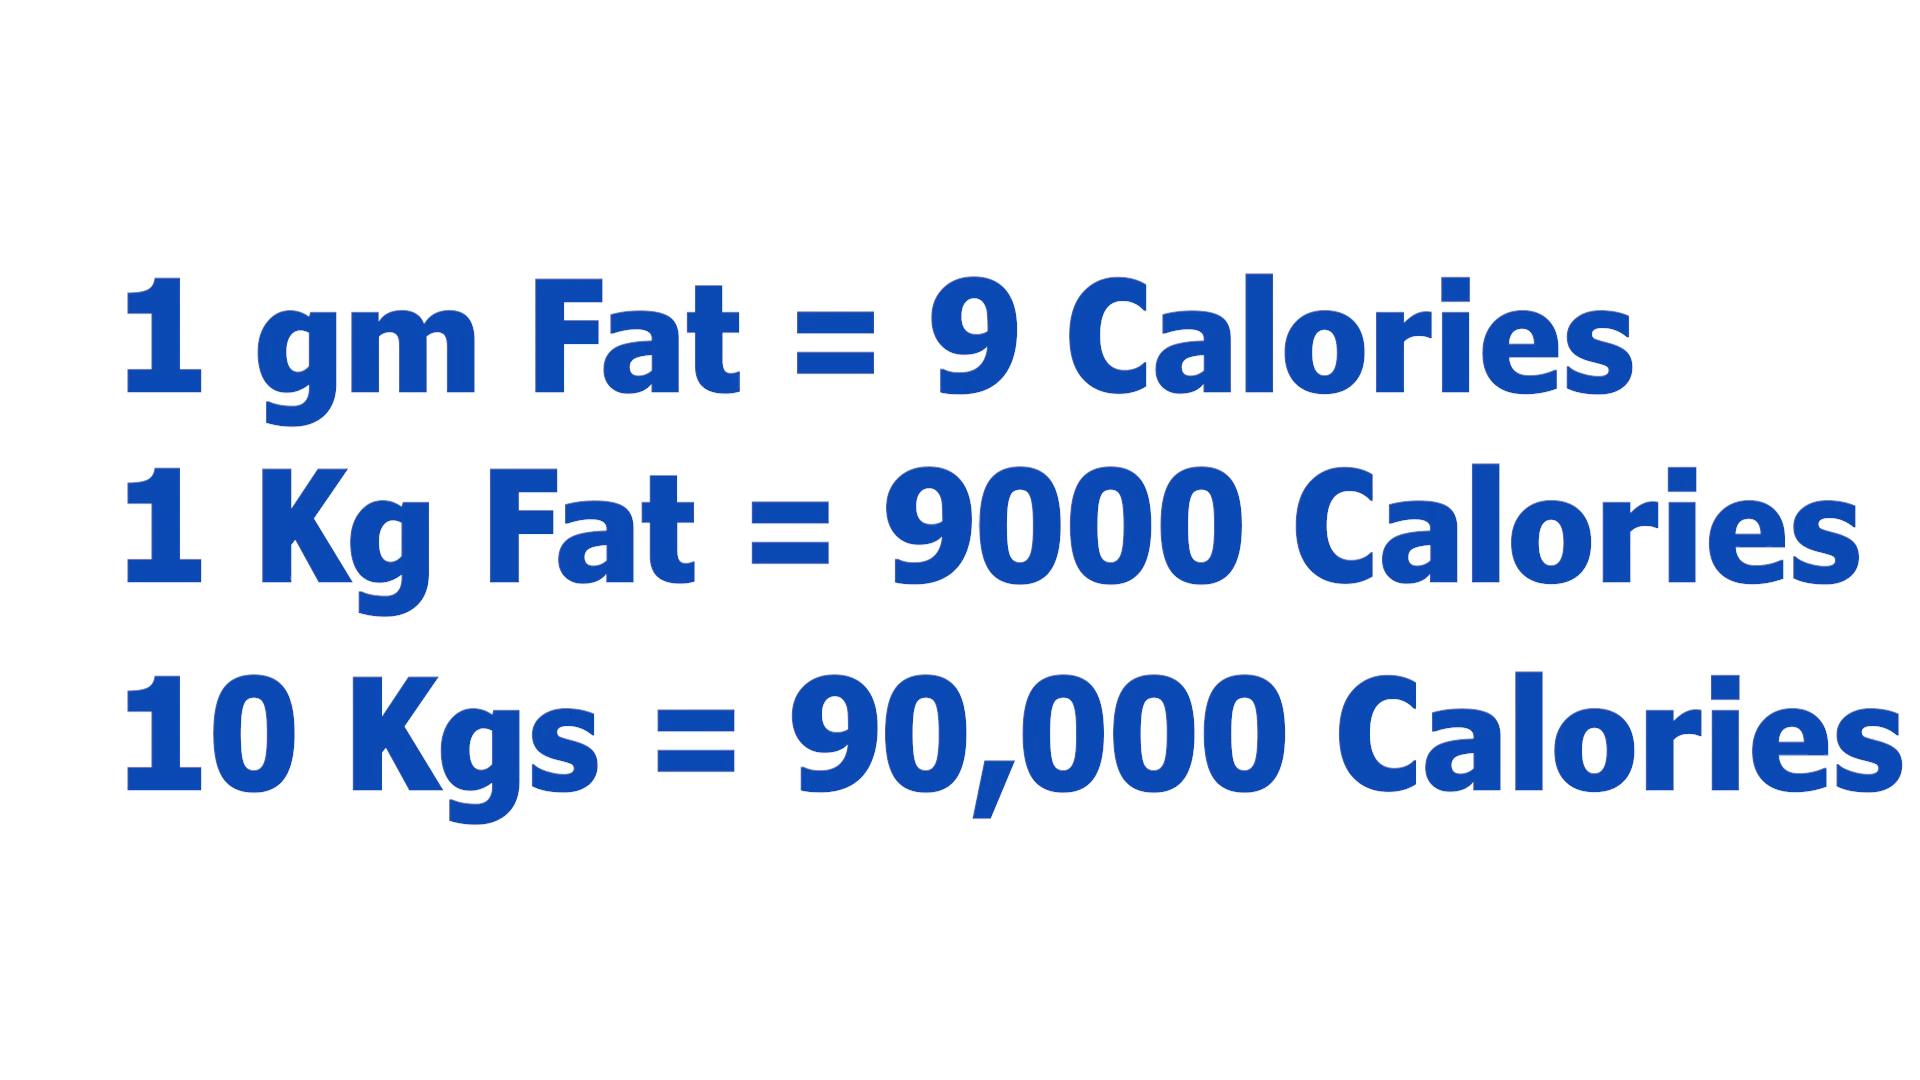 1 gm Fat = 9 Calories
1 Kg Fat = 9000 Calories
10 Kgs = 90,000 Calories